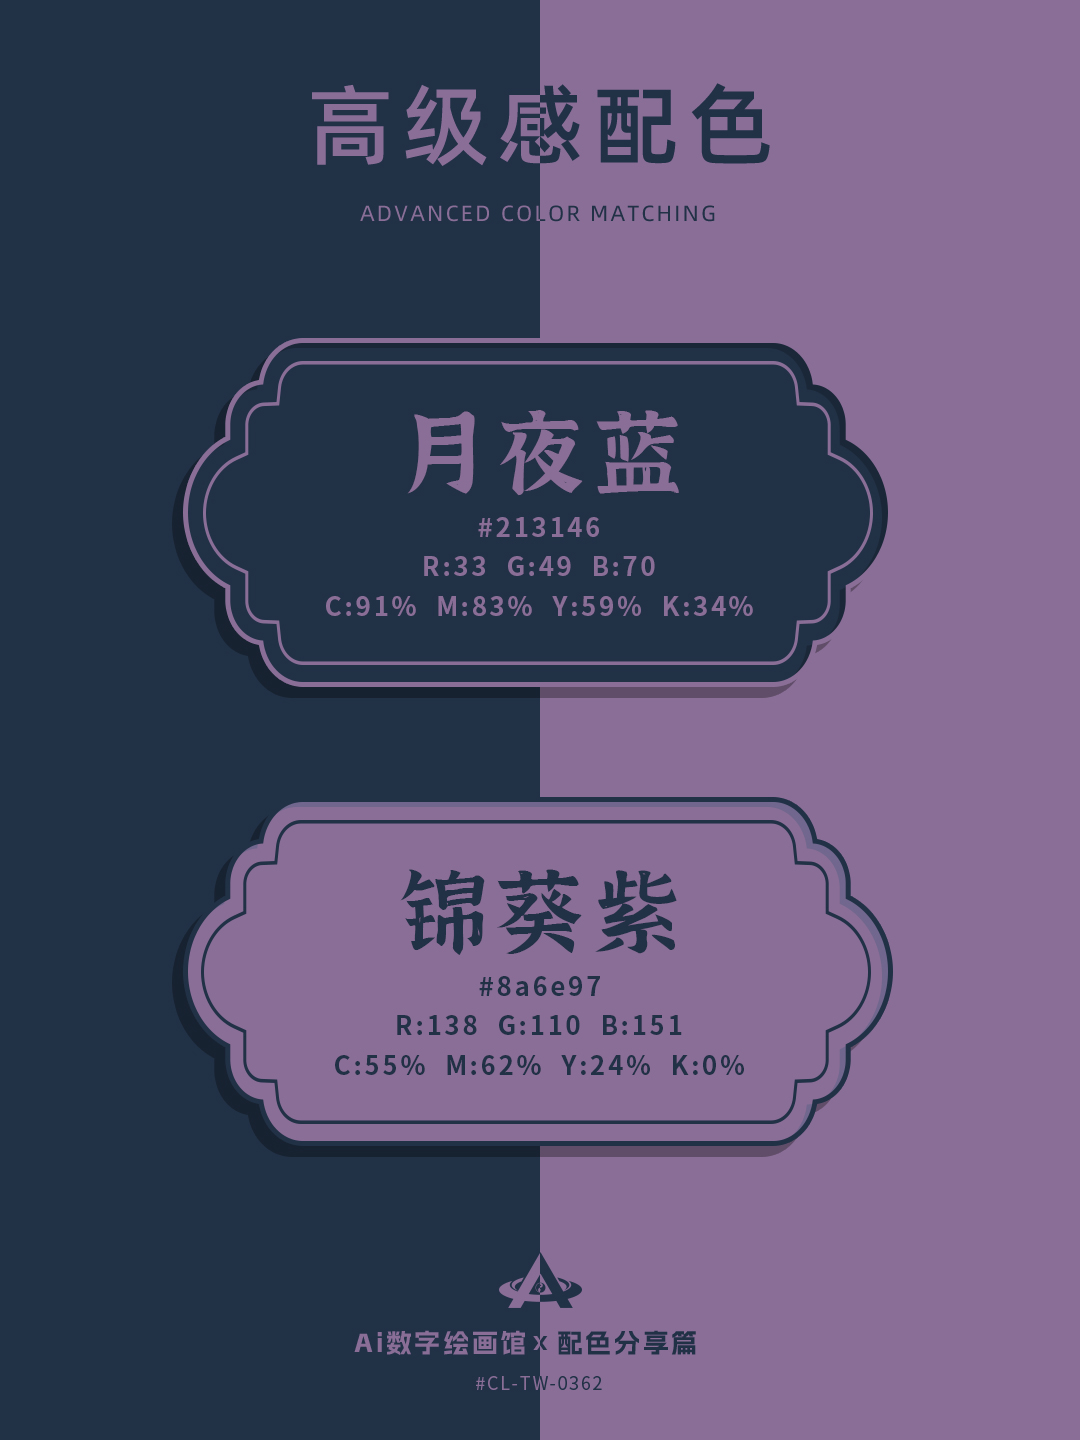 高级感配色
ADVANCED COLOR MATCHING
月夜蓝
#213146
R:33 G:49 B:70
C:91% M:83% Y:59% K:34%
锦葵紫
#8a6e97
R:138 G:110 B:151
C:55% M:62% Y:24% K:0%
Ai数字绘画馆 x 配色分享篇
#CL-TW-0362